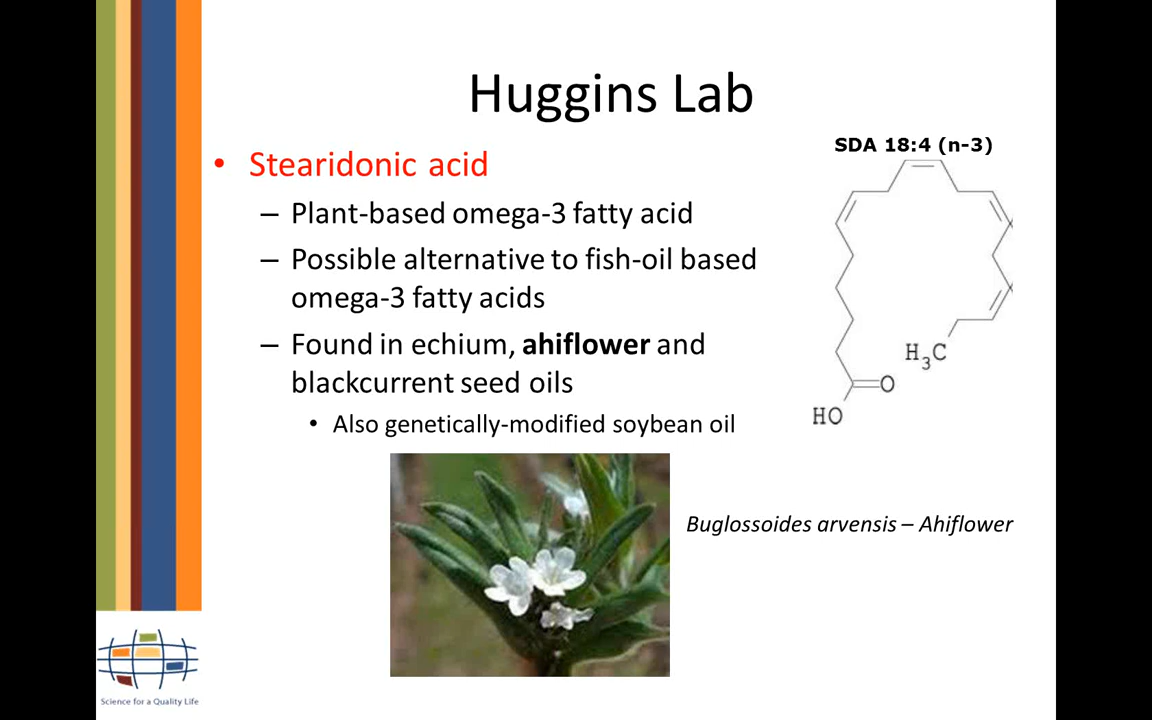 Huggins Lab
SDA 18:4 (n-3)
• Stearidonic acid
– Plant-based omega-3 fatty acid
– Possible alternative to fish-oil based
omega-3 fatty acids
– Found in echium, ahiflower and
blackcurrent seed oils
• Also genetically-modified soybean oil
H3C
O
HO
Buglossoides arvensis – Ahiflower
Science for a Quality Life